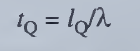 t_Q = l_Q/λ